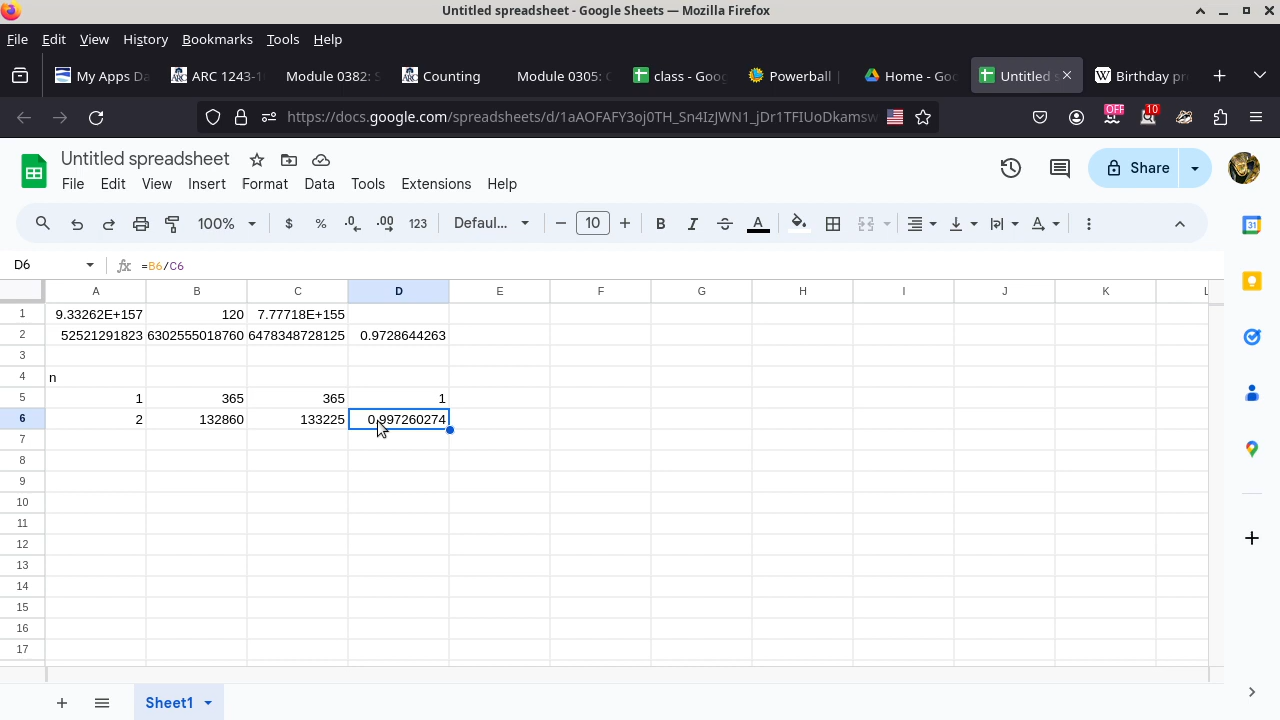 Untitled spreadsheet - Google Sheets — Mozilla Firefox
File Edit View History Bookmarks Tools Help
My Apps Da ARC 1243-1 Module 0382: S Counting Module 0305: C class - Goog Powerball | Home - Goo Untitled s Birthday pr
https://docs.google.com/spreadsheets/d/1aAOFAFY3oj0TH_Sn4IzJWN1_jDr1TFIUoDkamsw OFF 10
Untitled spreadsheet
File Edit View Insert Format Data Tools Extensions Help
Share
100% $ % .0 .00 123 Defaul... 10 B I S A
D6 fx =B6/C6
A B C D E F G H I J K L
1 9.33262E+157 120 7.77718E+155
2 52521291823 6302555018760 6478348728125 0.9728644263
3
4 n
5 1 365 365 1
6 2 132860 133225 0.997260274
7
8
9
10
11
12
13
14
15
16
17
Sheet1